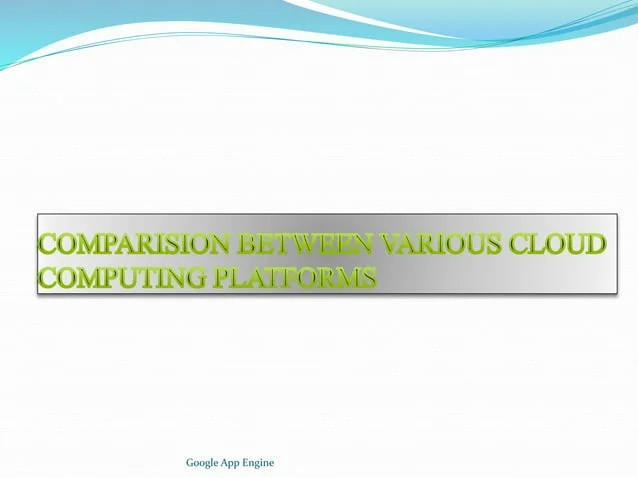 COMPARISION BETWEEN VARIOUS CLOUD
COMPUTING PLATFORMS
Google App Engine